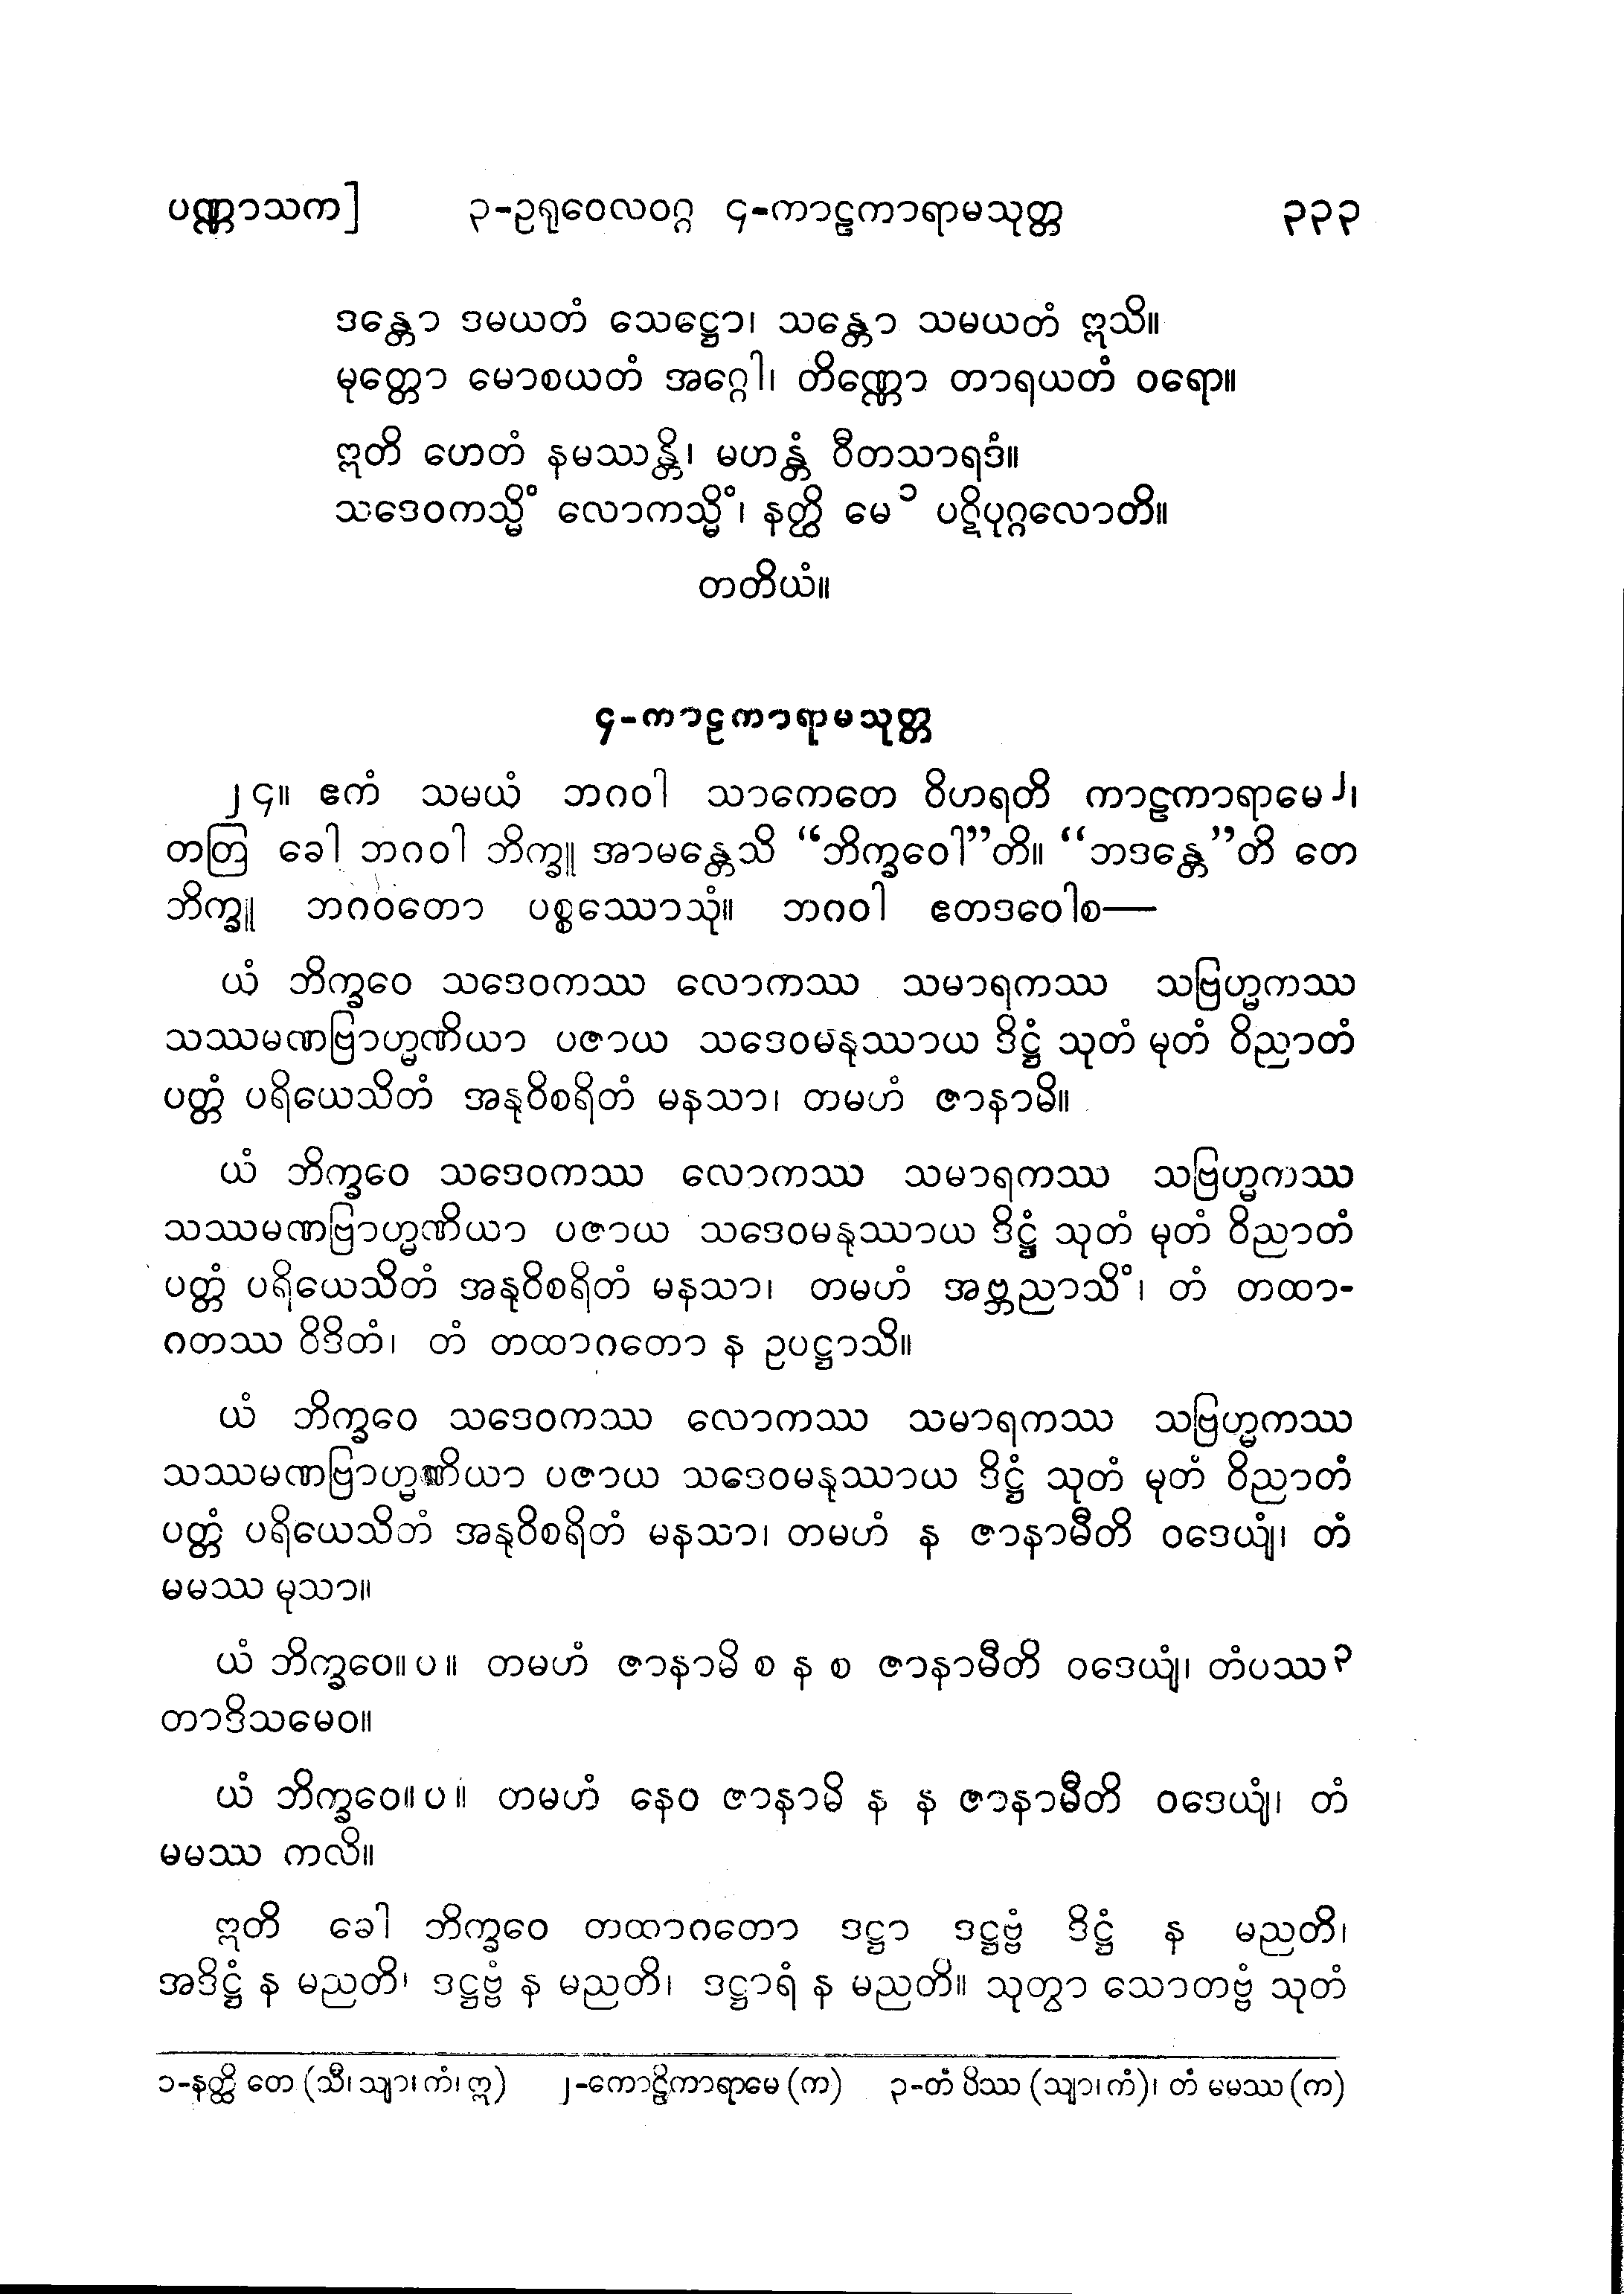 ပဏ္ဏာသက]	၃-ဥရုဝေလဝဂ္ဂ ၄-ကာဠကာရာမသုတ္တ	၃၃၃
ဒန္တော ဒမယတံ သေဋ္ဌော၊ သန္တော သမယတံ ဣသိ။
မုတ္တော မောစယတံ အဂ္ဂေါ၊ တိဏ္ဏော တာရယတံ ဝရော။
ဣတိ ဟေတံ နမဿန္တိ၊ မဟန္တံ ဝီတသာရဒံ။
သဒေဝကသ္မိံ လောကသ္မိံ၊ နတ္ထိ မေ ၁ ပဋိပုဂ္ဂလောတိ။
တတိယံ။
၄-ကာဠကာရာမသုတ္တ
၂၄။ ဧကံ သမယံ ဘဂဝါ သာကေတေ ဝိဟရတိ ကာဠကာရာမေ ၂၊
တတြ ခေါ ဘဂဝါ ဘိက္ခူ အာမန္တေသိ “ဘိက္ခဝေါ”တိ။ “ဘဒန္တေ”တိ တေ
ဘိက္ခူ ဘဂဝတော ပစ္စဿောသုံ။ ဘဂဝါ ဧတဒဝေါစ—
ယံ ဘိက္ခဝေ သဒေဝကဿ လောကဿ သမာရကဿ သဗြဟ္မကဿ
သဿမဏဗြာဟ္မဏိယာ ပဇာယ သဒေဝမနုဿာယ ဒိဋ္ဌံ သုတံ မုတံ ဝိညာတံ
ပတ္တံ ပရိယေသိတံ အနုဝိစရိတံ မနသာ၊ တမဟံ ဇာနာမိ။
ယံ ဘိက္ခဝေ သဒေဝကဿ လောကဿ သမာရကဿ သဗြဟ္မကဿ
သဿမဏဗြာဟ္မဏိယာ ပဇာယ သဒေဝမနုဿာယ ဒိဋ္ဌံ သုတံ မုတံ ဝိညာတံ
ပတ္တံ ပရိယေသိတံ အနုဝိစရိတံ မနသာ၊ တမဟံ အဗ္ဘညာသိံ၊ တံ တထာ-
ဂတဿ ဝိဒိတံ၊ တံ တထာဂတော န ဥပဋ္ဌာသိ။
ယံ ဘိက္ခဝေ သဒေဝကဿ လောကဿ သမာရကဿ သဗြဟ္မကဿ
သဿမဏဗြာဟ္မဏိယာ ပဇာယ သဒေဝမနုဿာယ ဒိဋ္ဌံ သုတံ မုတံ ဝိညာတံ
ပတ္တံ ပရိယေသိတံ အနုဝိစရိတံ မနသာ၊ တမဟံ န ဇာနာမီတိ ဝဒေယျံ၊ တံ
မမဿ မုသာ။
ယံ ဘိက္ခဝေ။ပ။ တမဟံ ဇာနာမိ စ န စ ဇာနာမီတိ ဝဒေယျံ၊ တံပဿ ၃
တာဒိသမေဝ။
ယံ ဘိက္ခဝေ။ပ။ တမဟံ နေဝ ဇာနာမိ န န ဇာနာမီတိ ဝဒေယျံ၊ တံ
မမဿ ကလိ။
ဣတိ ခေါ ဘိက္ခဝေ တထာဂတော ဒဋ္ဌာ ဒဋ္ဌဗ္ဗံ ဒိဋ္ဌံ န မညတိ၊
အဒိဋ္ဌံ န မညတိ၊ ဒဋ္ဌဗ္ဗံ န မညတိ၊ ဒဋ္ဌာရံ န မညတိ။ သုတွာ သောတဗ္ဗံ သုတံ
၁-နတ္ထိ တေ (သီ၊ သျာ၊ ကံ၊ ဣ)	၂-ကောဠိကာရာမေ (က)	၃-တံ ပိဿ (သျာ၊ ကံ)၊ တံ မမဿ (က)